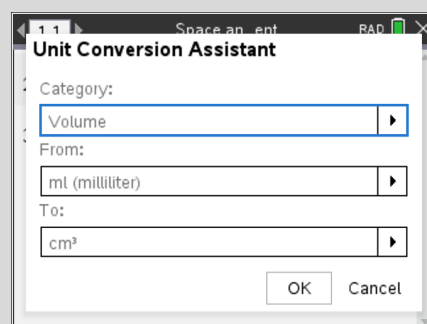 1.1 Space an ent RAD
Unit Conversion Assistant
Category:
Volume
From:
ml (milliliter)
To:
cm³
OK Cancel